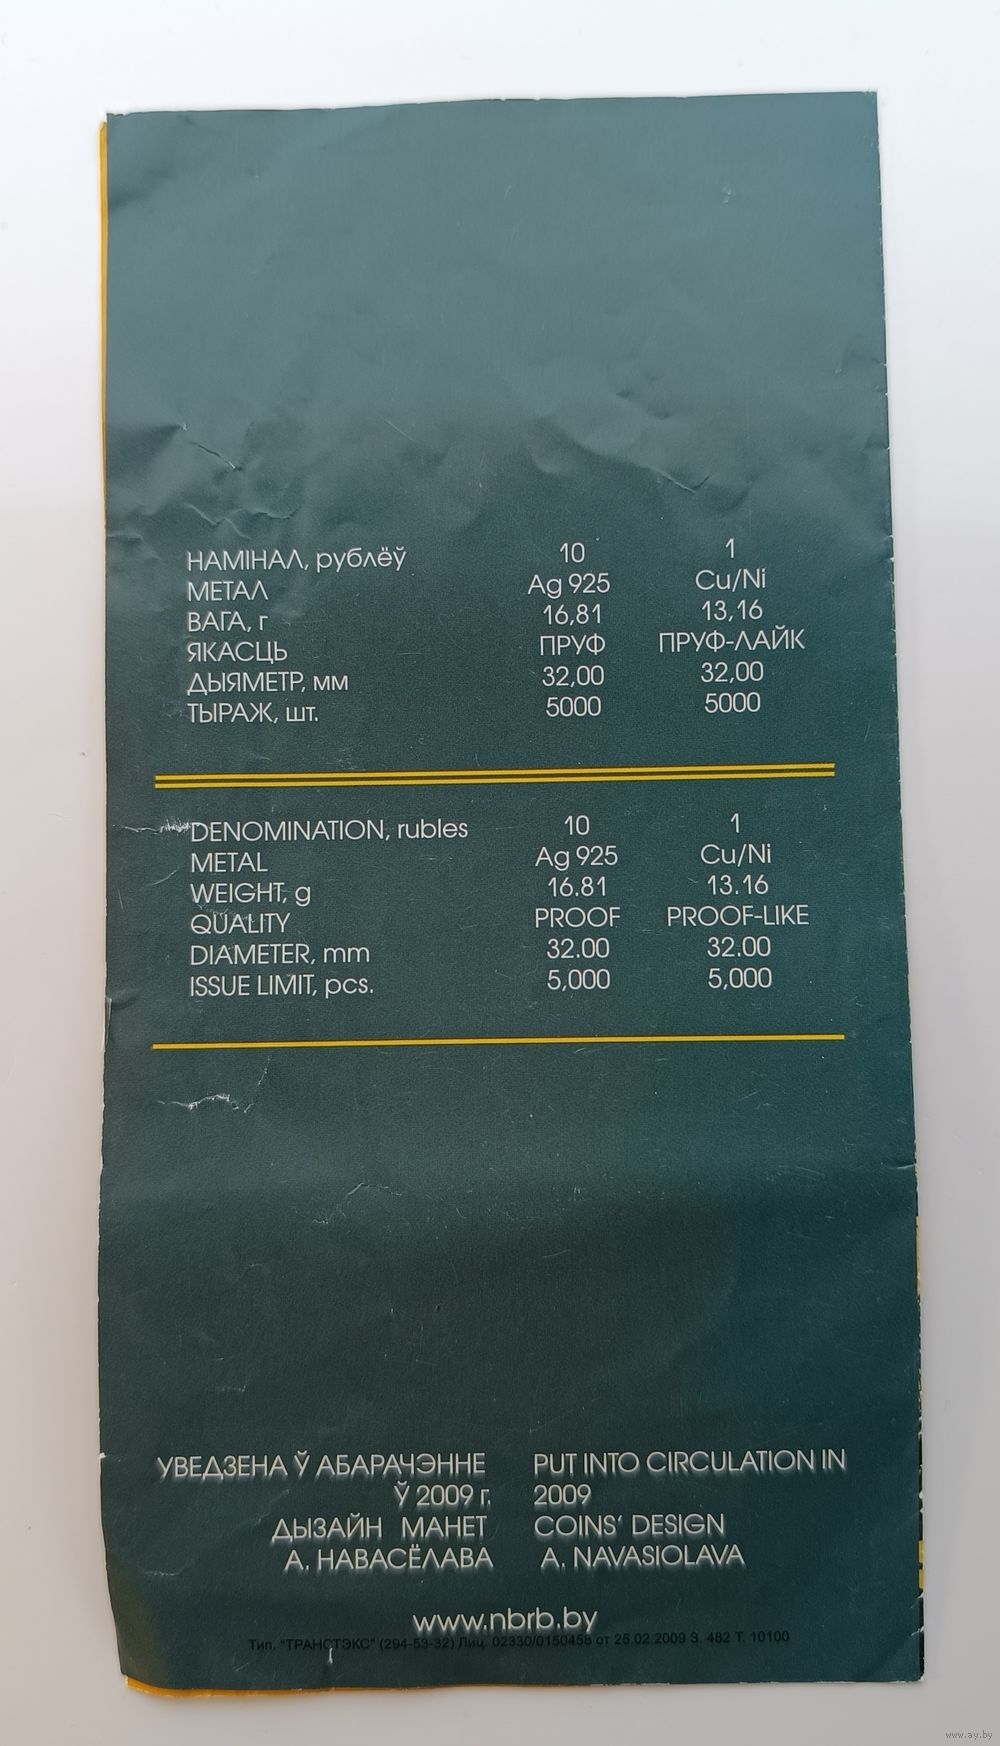 НАМІНАЛ, рублёў 10 1
МЕТАЛ Ag 925 Cu/Ni
ВАГА, г 16,81 13,16
ЯКАСЦЬ ПРУФ ПРУФ-ЛАЙК
ДЫЯМЕТР, мм 32,00 32,00
ТЫРАЖ, шт. 5000 5000
DENOMINATION, rubles 10 1
METAL Ag 925 Cu/Ni
WEIGHT, g 16.81 13.16
QUALITY PROOF PROOF-LIKE
DIAMETER, mm 32.00 32.00
ISSUE LIMIT, pcs. 5,000 5,000
УВЕДЗЕНА Ў АБАРАЧЭННЕ
Ў 2009 г.
ДЫЗАЙН МАНЕТ
А. НАВАСЁЛАВА
PUT INTO CIRCULATION IN
2009
COINS' DESIGN
A. NAVASIOLAVA
www.nbrb.by
Тип. "ТРАНСТЭКС" (294-53-32) Лиц. 02330/0150458 от 25.02.2009 З. 482 Т. 10100
www.ay.by